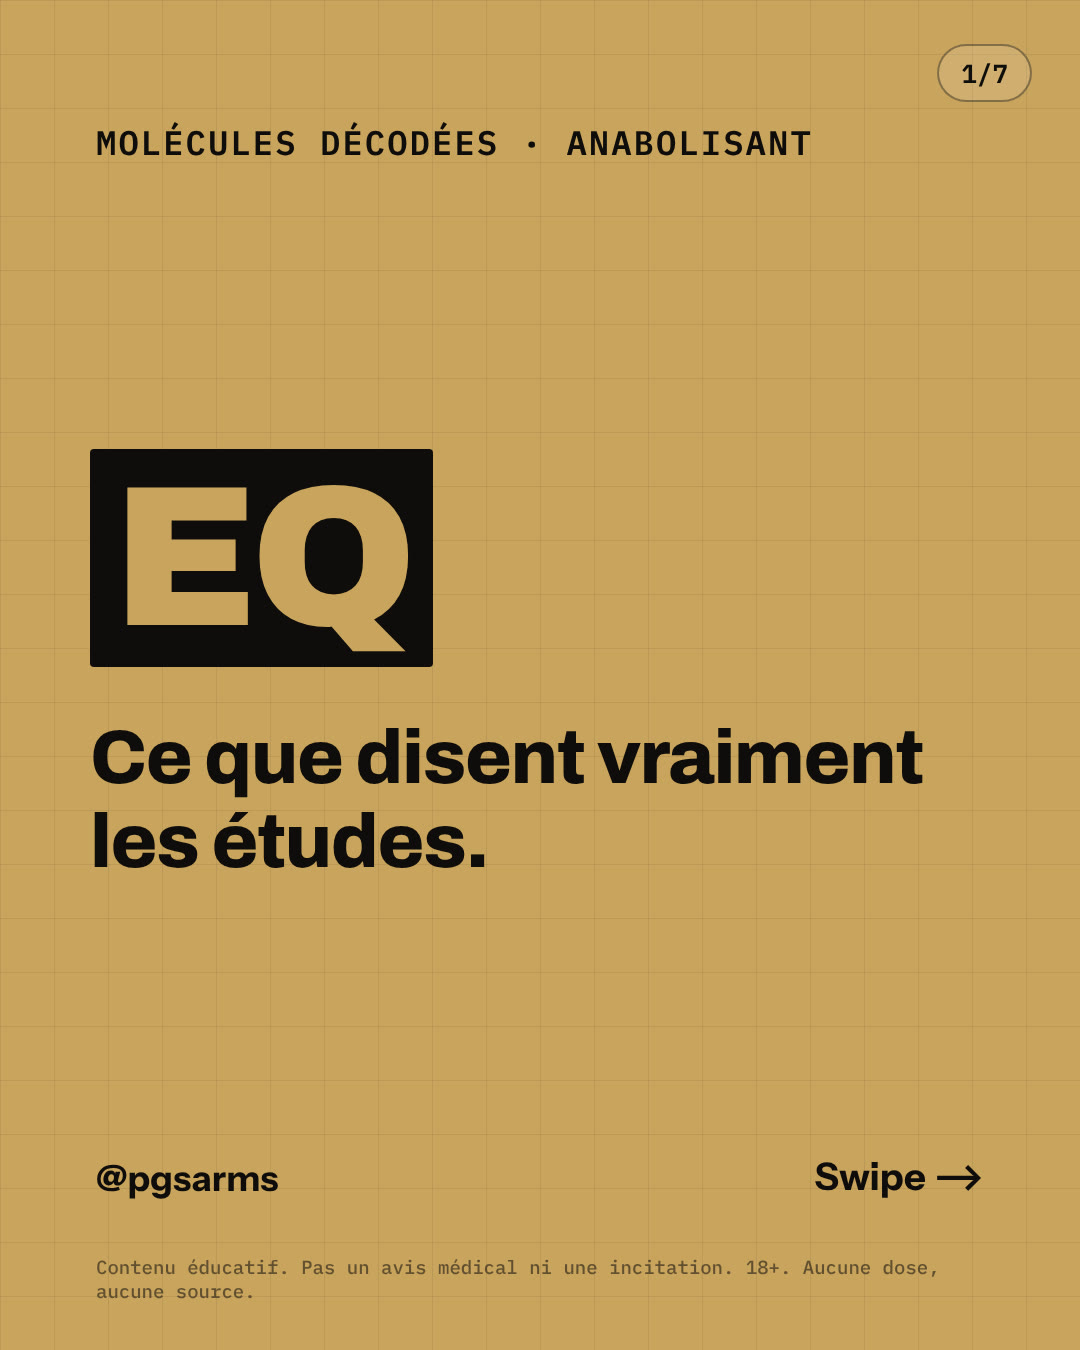 1/7
MOLÉCULES DÉCODÉES · ANABOLISANT
EQ
Ce que disent vraiment
les études.
@pgsarms
Swipe →
Contenu éducatif. Pas un avis médical ni une incitation. 18+. Aucune dose,
aucune source.